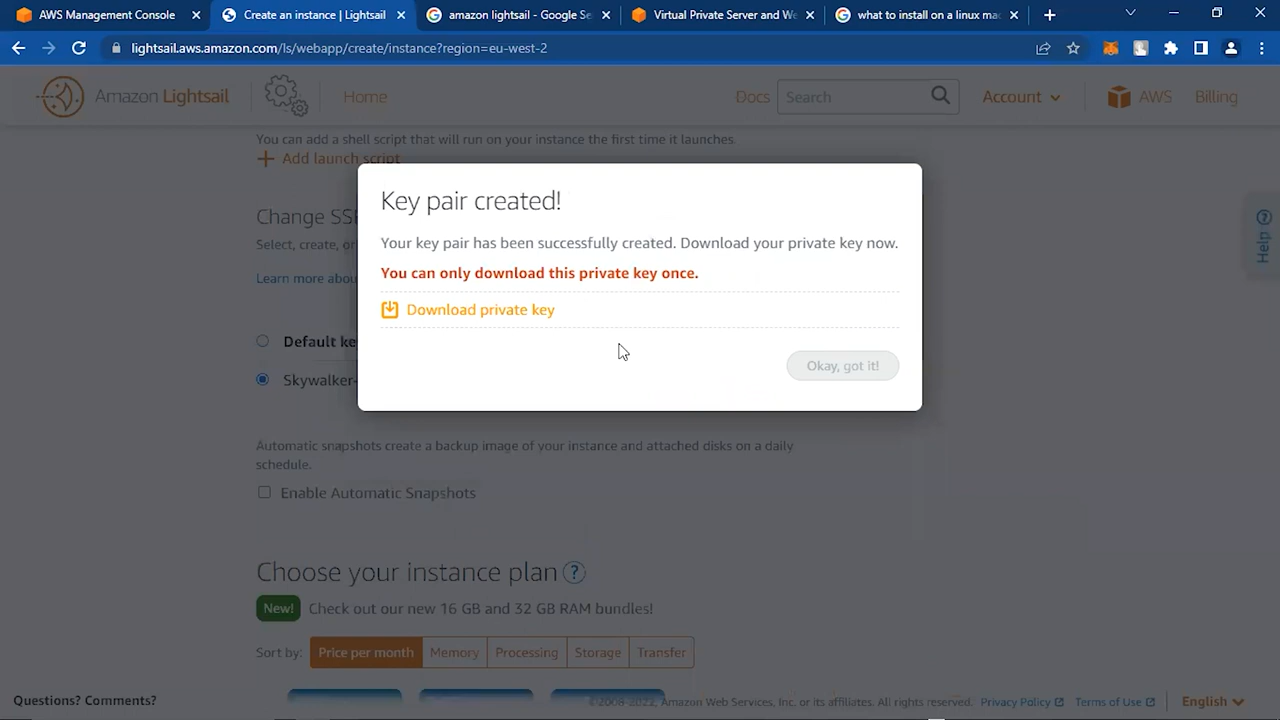 AWS Management Console
Create an instance | Lightsail
amazon lightsail - Google Se
Virtual Private Server and We
what to install on a linux mac
lightsail.aws.amazon.com/ls/webapp/create/instance?region=eu-west-2
Amazon Lightsail
Home
Docs
Search
Account
AWS
Billing
You can add a shell script that will run on your instance the first time it launches.
Add launch script
Change SSH
Select, create, or
Learn more abou
Key pair created!
Your key pair has been successfully created. Download your private key now.
You can only download this private key once.
Download private key
Okay, got it!
Help
Default ke
Skywalker-
Automatic snapshots create a backup image of your instance and attached disks on a daily
schedule.
Enable Automatic Snapshots
Choose your instance plan ?
New! Check out our new 16 GB and 32 GB RAM bundles!
Sort by: Price per month Memory Processing Storage Transfer
Questions? Comments?
©2008-2022, Amazon Web Services, Inc. or its affiliates. All rights reserved. Privacy Policy Terms of Use English